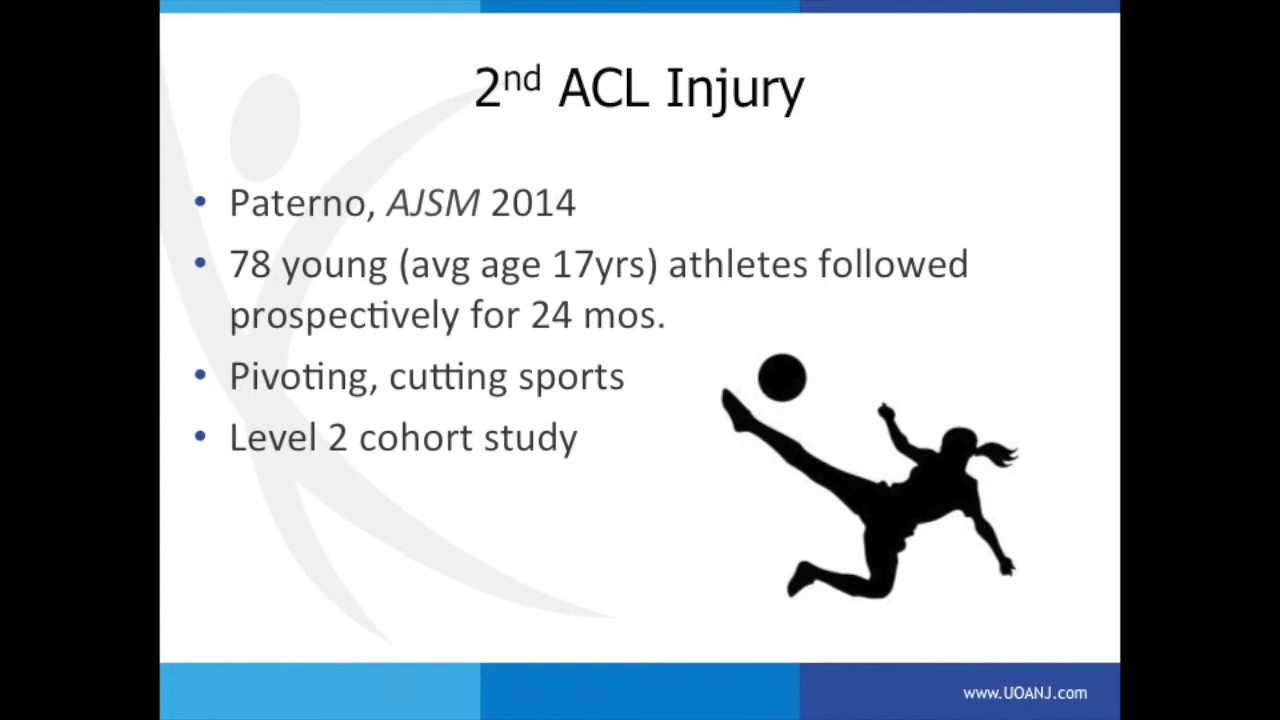 2nd ACL Injury
• Paterno, AJSM 2014
• 78 young (avg age 17yrs) athletes followed
prospectively for 24 mos.
• Pivoting, cutting sports
• Level 2 cohort study
www.UOANJ.com